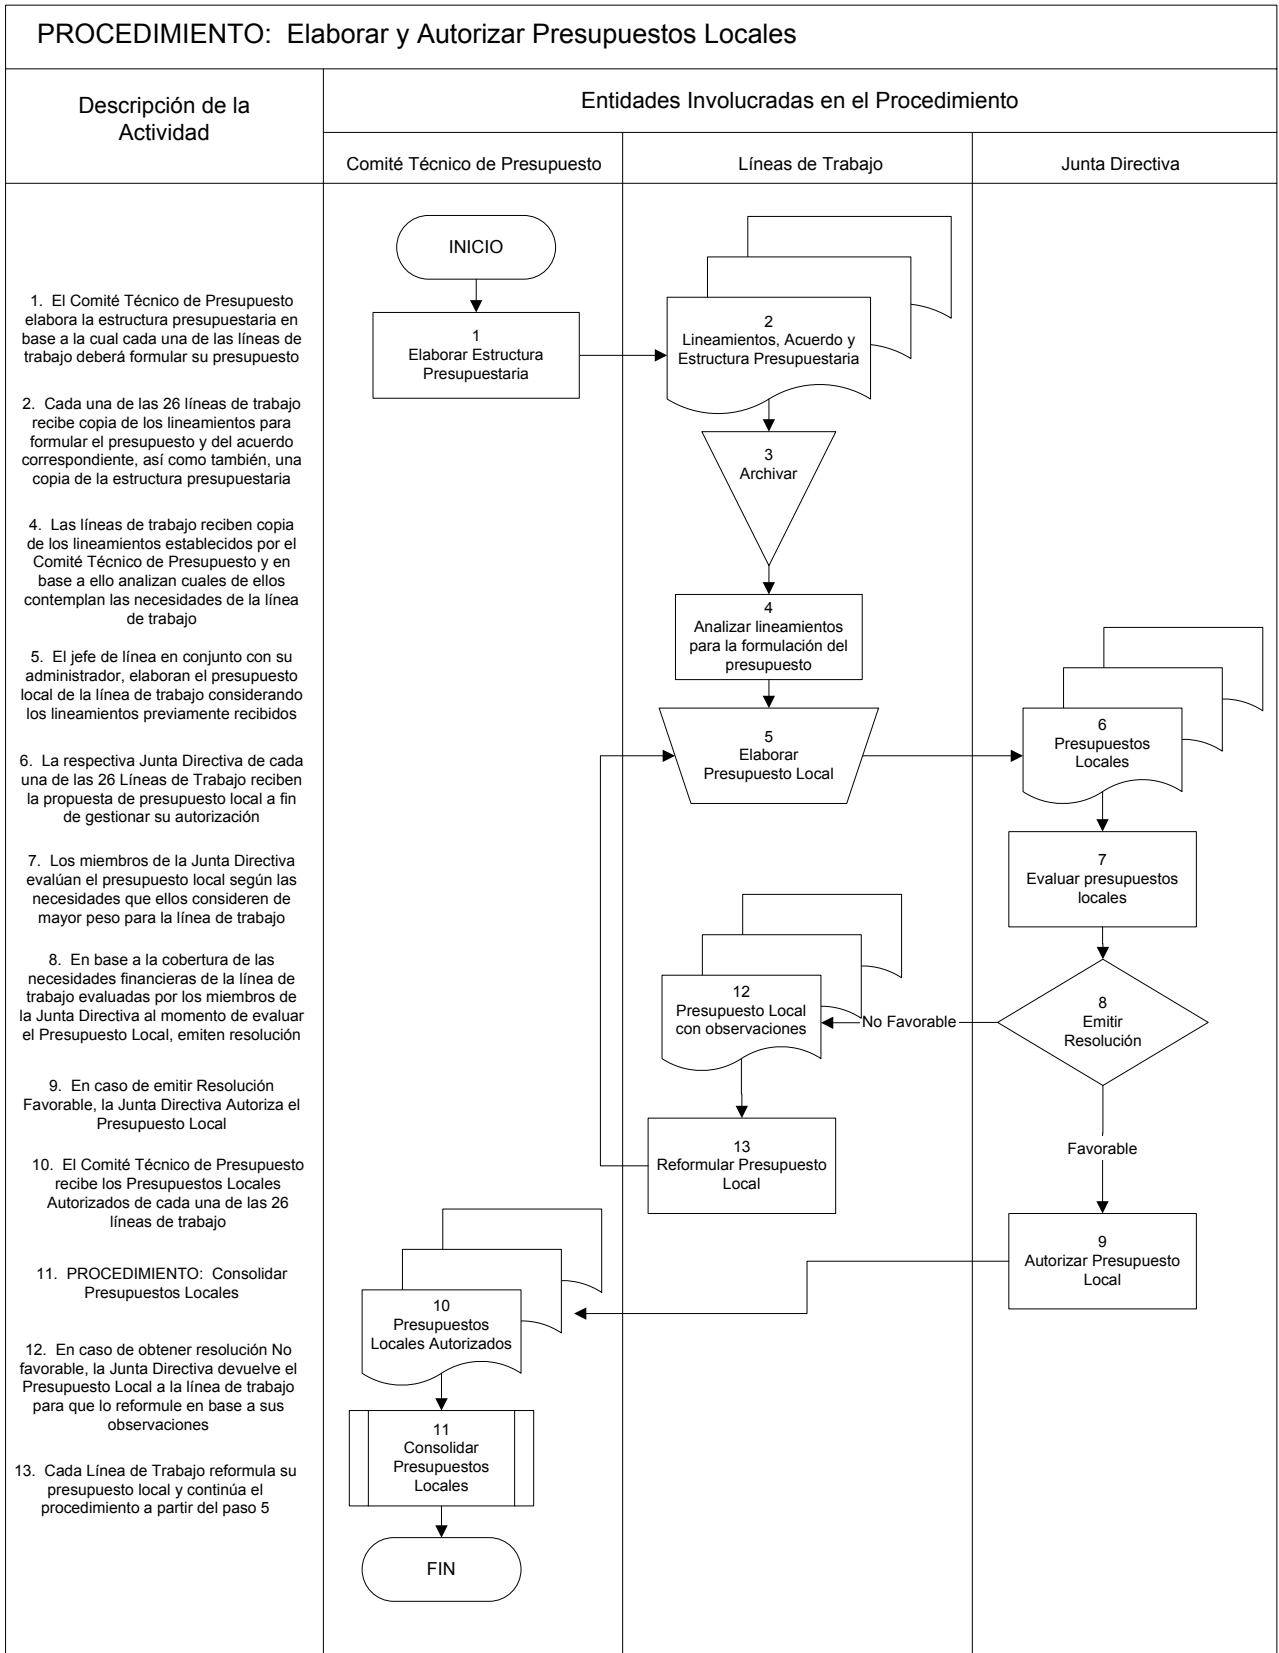 PROCEDIMIENTO: Elaborar y Autorizar Presupuestos Locales
Descripción de la
Actividad
Entidades Involucradas en el Procedimiento
Comité Técnico de Presupuesto
Líneas de Trabajo
Junta Directiva
1. El Comité Técnico de Presupuesto
elabora la estructura presupuestaria en
base a la cual cada una de las líneas de
trabajo deberá formular su presupuesto
2. Cada una de las 26 líneas de trabajo
recibe copia de los lineamientos para
formular el presupuesto y del acuerdo
correspondiente, así como también, una
copia de la estructura presupuestaria
4. Las líneas de trabajo reciben copia
de los lineamientos establecidos por el
Comité Técnico de Presupuesto y en
base a ello analizan cuales de ellos
contemplan las necesidades de la línea
de trabajo
5. El jefe de línea en conjunto con su
administrador, elaboran el presupuesto
local de la línea de trabajo considerando
los lineamientos previamente recibidos
6. La respectiva Junta Directiva de cada
una de las 26 Líneas de Trabajo reciben
la propuesta de presupuesto local a fin
de gestionar su autorización
7. Los miembros de la Junta Directiva
evalúan el presupuesto local según las
necesidades que ellos consideren de
mayor peso para la línea de trabajo
8. En base a la cobertura de las
necesidades financieras de la línea de
trabajo evaluadas por los miembros de
la Junta Directiva al momento de evaluar
el Presupuesto Local, emiten resolución
9. En caso de emitir Resolución
Favorable, la Junta Directiva Autoriza el
Presupuesto Local
10. El Comité Técnico de Presupuesto
recibe los Presupuestos Locales
Autorizados de cada una de las 26
líneas de trabajo
11. PROCEDIMIENTO: Consolidar
Presupuestos Locales
12. En caso de obtener resolución No
favorable, la Junta Directiva devuelve el
Presupuesto Local a la línea de trabajo
para que lo reformule en base a sus
observaciones
13. Cada Línea de Trabajo reformula su
presupuesto local y continúa el
procedimiento a partir del paso 5
INICIO
1
Elaborar Estructura
Presupuestaria
2
Lineamientos, Acuerdo y
Estructura Presupuestaria
3
Archivar
4
Analizar lineamientos
para la formulación del
presupuesto
5
Elaborar
Presupuesto Local
6
Presupuestos
Locales
7
Evaluar presupuestos
locales
8
Emitir
Resolución
No Favorable
12
Presupuesto Local
con observaciones
13
Reformular Presupuesto
Local
Favorable
9
Autorizar Presupuesto
Local
10
Presupuestos
Locales Autorizados
11
Consolidar
Presupuestos
Locales
FIN